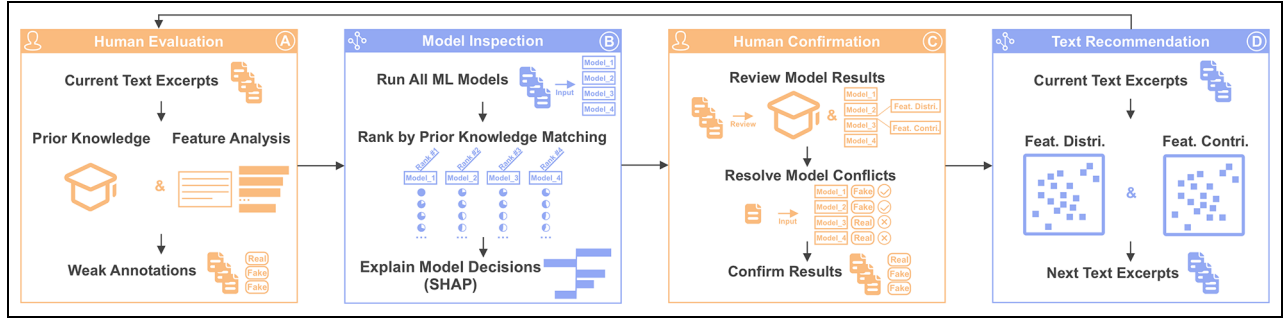 Human Evaluation
A
Current Text Excerpts
Prior Knowledge
Feature Analysis
&
...
Weak Annotations
Real
Fake
Fake
Model Inspection
B
Run All ML Models
Input
Model_1
Model_2
Model_3
Model_4
Rank by Prior Knowledge Matching
Rank #1
Rank #2
Rank #3
Rank #4
Model_1
Model_2
Model_3
Model_4
... ... ... ...
Explain Model Decisions
(SHAP)
Human Confirmation
C
Review Model Results
Review
&
Model_1
Model_2
Model_3
Model_4
Feat. Distri.
Feat. Contri.
Resolve Model Conflicts
Input
Model_1 Fake
Model_2 Fake
Model_3 Real
Model_4 Real
Confirm Results
Real
Fake
Fake
Text Recommendation
D
Current Text Excerpts
Feat. Distri.
Feat. Contri.
&
Next Text Excerpts